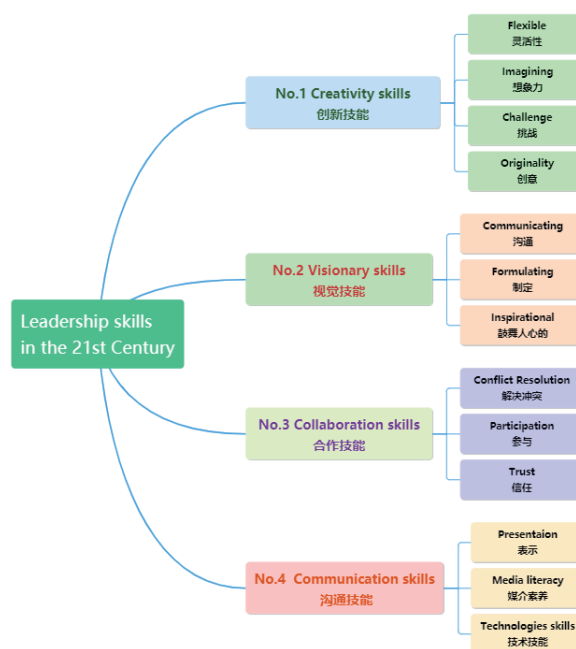 Leadership skills
in the 21st Century
No.1 Creativity skills
创新技能
Flexible
灵活性
Imagining
想象力
Challenge
挑战
Originality
创意
No.2 Visionary skills
视觉技能
Communicating
沟逼
Formulating
制定
Inspirational
鼓舞人心的
No.3 Collaboration skills
合作技能
Conflict Resolution
解决冲突
Participation
参与
Trust
信任
No.4 Communication skills
沟通技能
Presentaion
表示
Media literacy
媒介素养
Technologies skills
技术技能